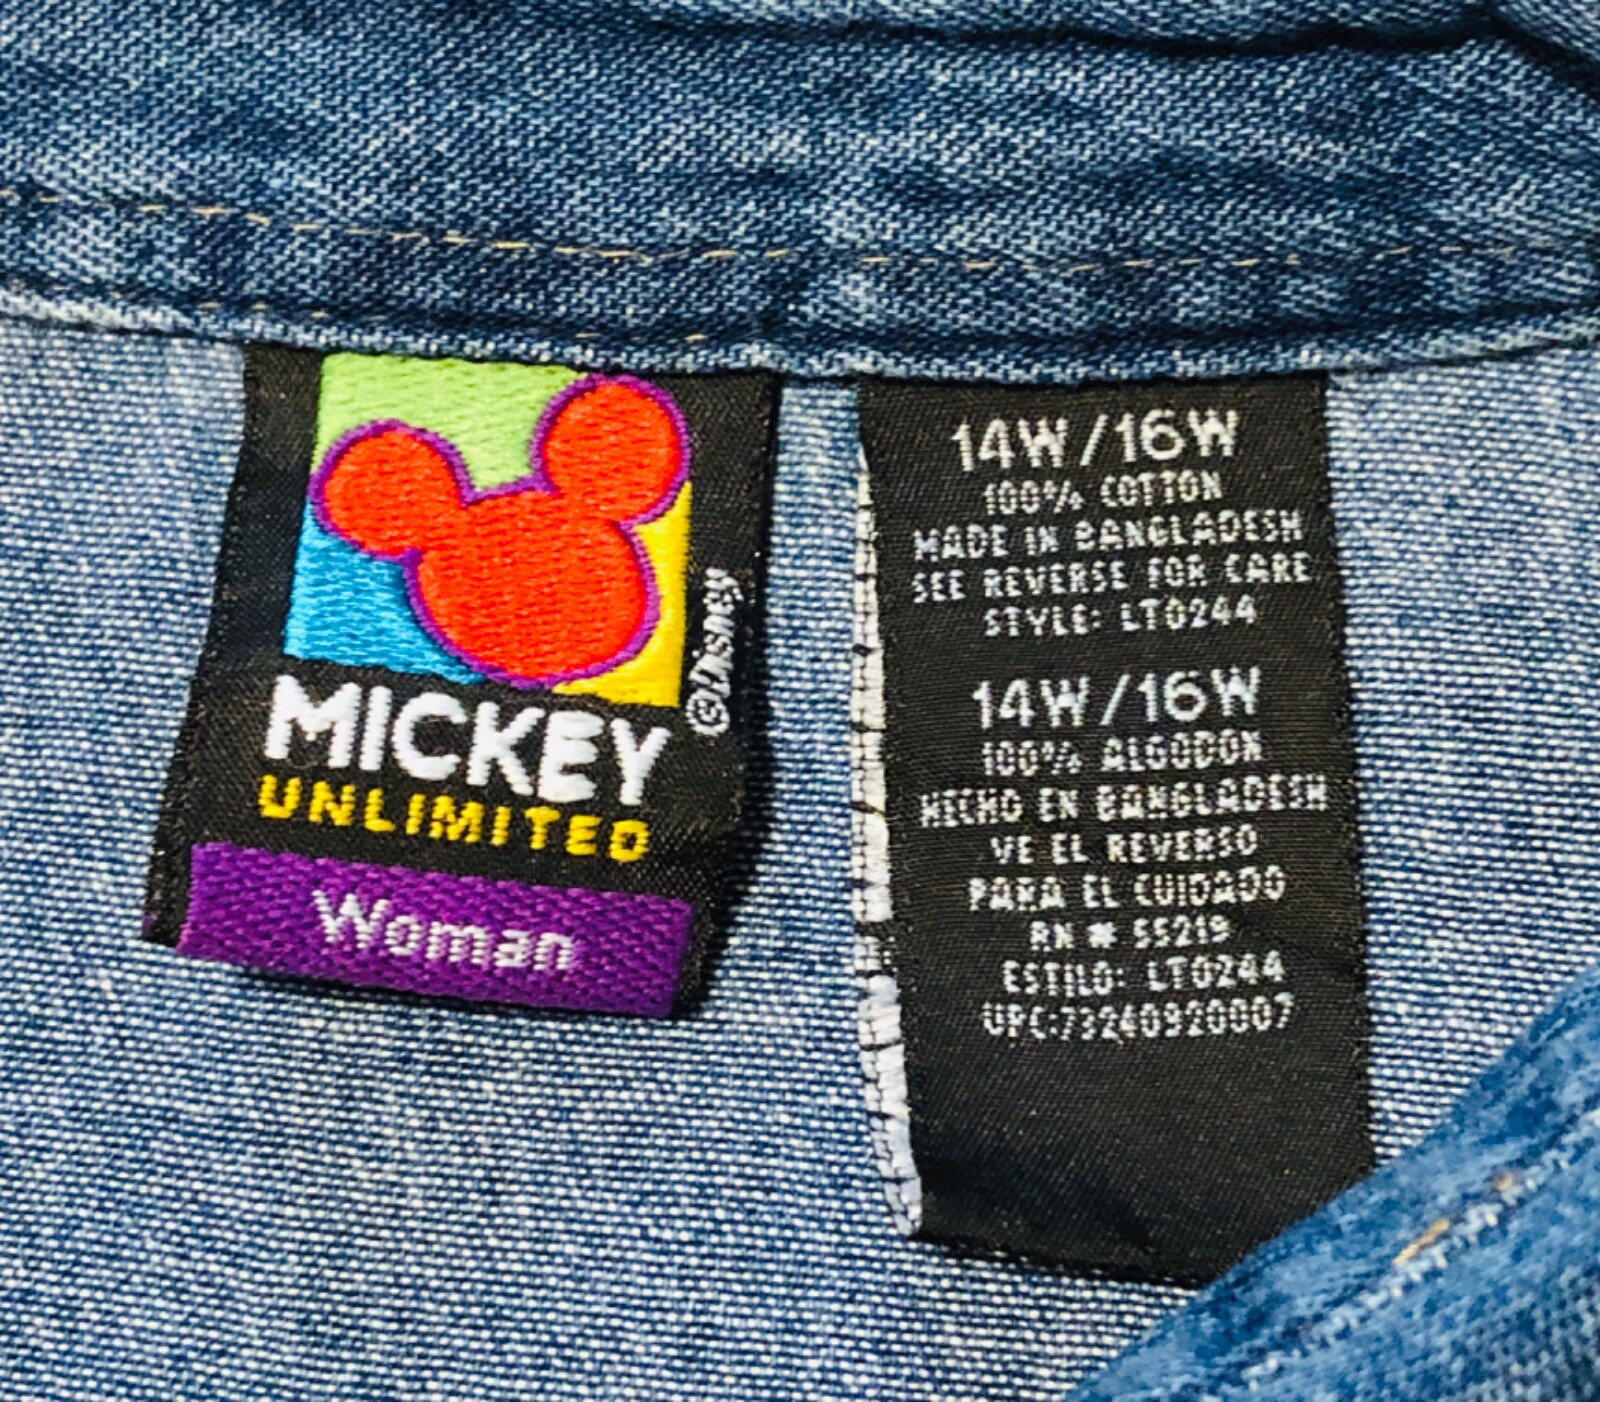 MICKEY
UNLIMITED
Woman
©Disney
14W/16W
100% COTTON
MADE IN BANGLADESH
SEE REVERSE FOR CARE
STYLE: LT0244
14W/16W
100% ALGODON
HECHO EN BANGLADESH
VE EL REVERSO
PARA EL CUIDADO
RN # 55219
ESTILO: LT0244
UPC:73240920007